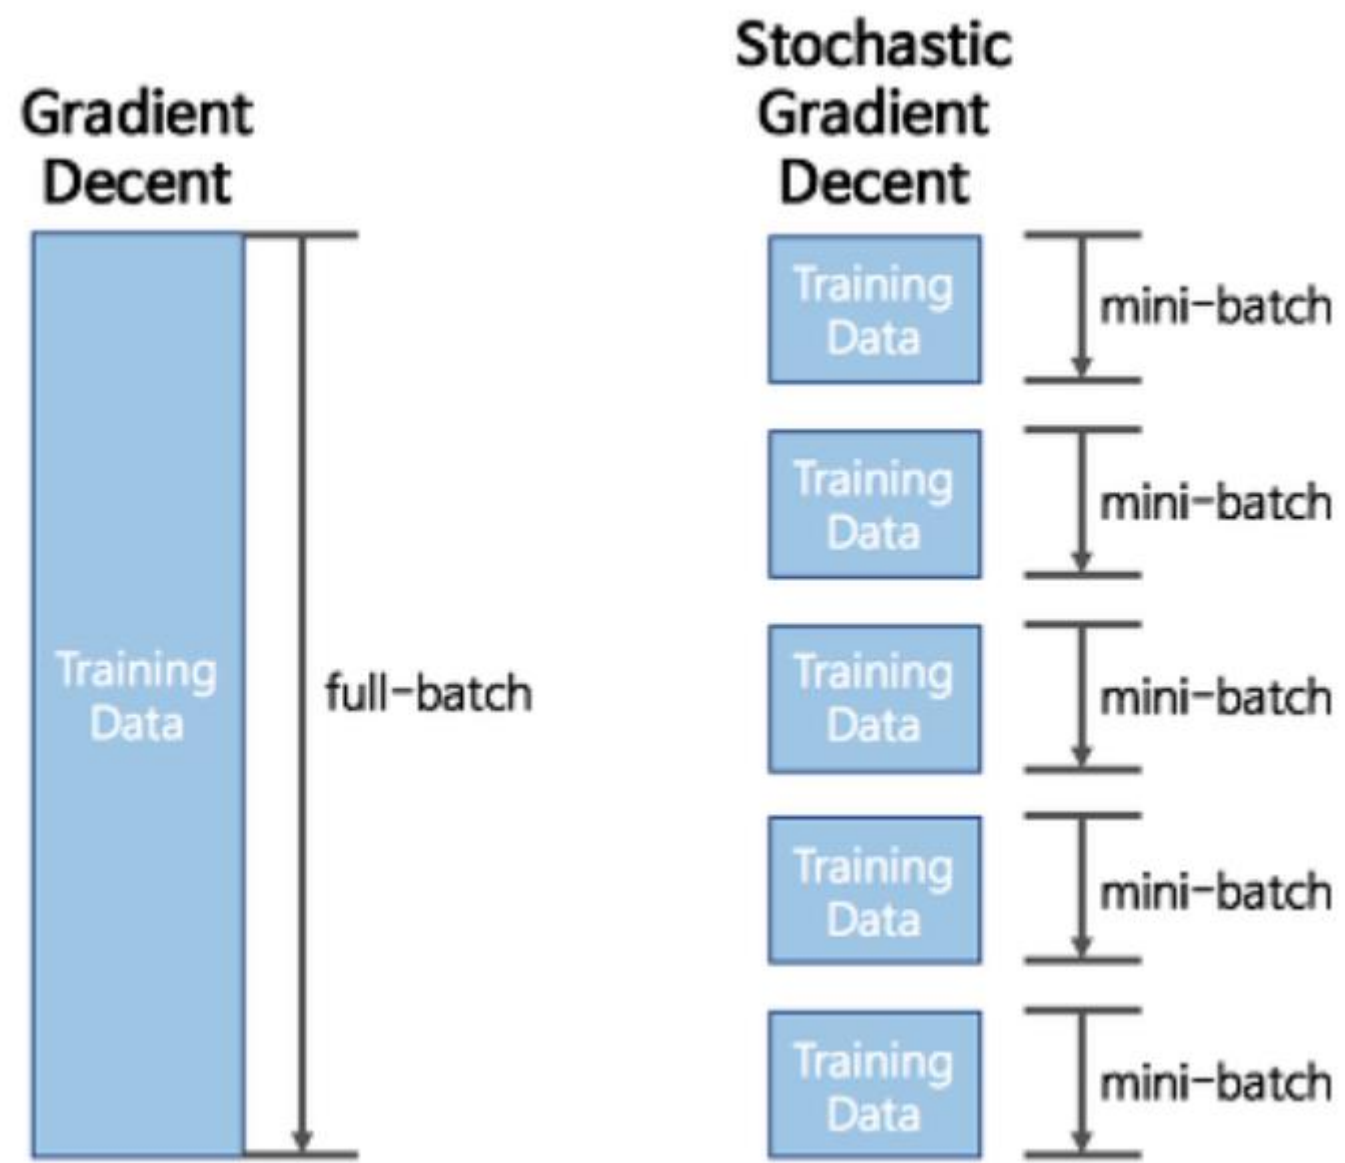 Gradient
Decent
Training
Data
full-batch
Stochastic
Gradient
Decent
Training
Data
mini-batch
Training
Data
mini-batch
Training
Data
mini-batch
Training
Data
mini-batch
Training
Data
mini-batch